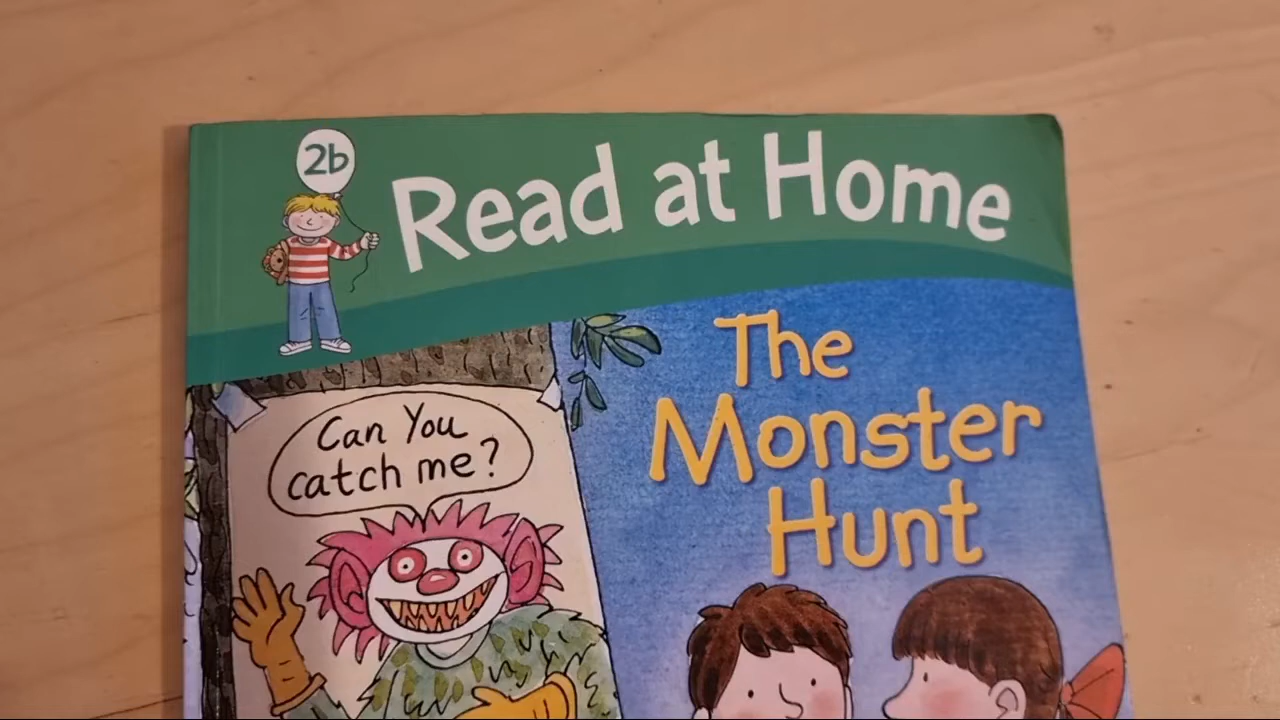 2b
Read at Home
The
Monster
Hunt
Can You
catch me?